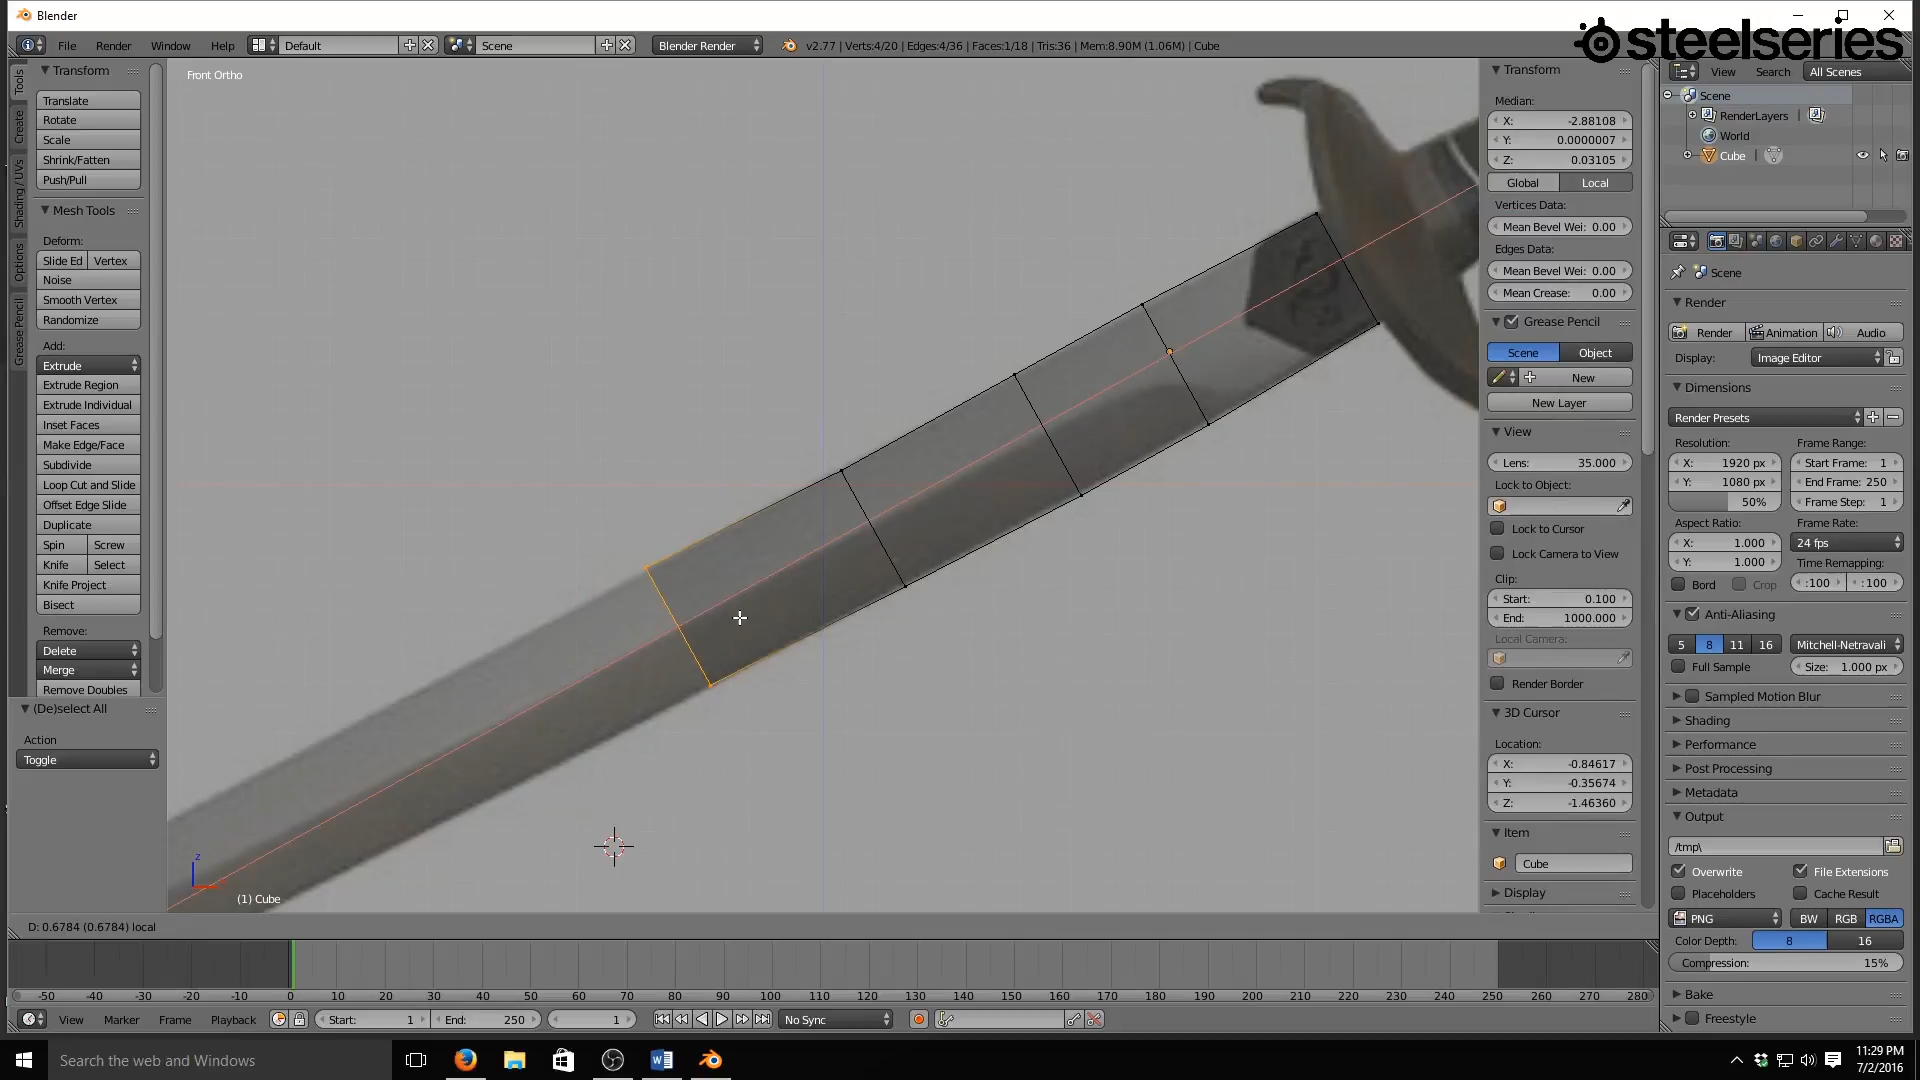 Blender
steelseries
File Render Window Help Default Scene Blender Render v2.77 | Verts:4/20 | Edges:4/36 | Faces:1/18 | Tris:36 | Mem:8.90M (1.06M) | Cube
Tools
Create
Shading / UVs
Options
Grease Pencil
Transform
Translate
Rotate
Scale
Shrink/Fatten
Push/Pull
Mesh Tools
Deform:
Slide Ed Vertex
Noise
Smooth Vertex
Randomize
Add:
Extrude
Extrude Region
Extrude Individual
Inset Faces
Make Edge/Face
Subdivide
Loop Cut and Slide
Offset Edge Slide
Duplicate
Spin Screw
Knife Select
Knife Project
Bisect
Remove:
Delete
Merge
Remove Doubles
(De)select All
Action
Toggle
Front Ortho
z
(1) Cube
D: 0.6784 (0.6784) local
Transform
Median:
X: -2.88108
Y: 0.0000007
Z: 0.03105
Global Local
Vertices Data:
Mean Bevel Wei: 0.00
Edges Data:
Mean Bevel Wei: 0.00
Mean Crease: 0.00
Grease Pencil
Scene Object
New
New Layer
View
Lens: 35.000
Lock to Object:
Lock to Cursor
Lock Camera to View
Clip:
Start: 0.100
End: 1000.000
Local Camera:
Render Border
3D Cursor
Location:
X: -0.84617
Y: -0.35674
Z: -1.46360
Item
Cube
Display
View Search All Scenes
Scene
RenderLayers
World
Cube
Scene
Render
Render Animation Audio
Display: Image Editor
Dimensions
Render Presets
Resolution: Frame Range:
X: 1920 px Start Frame: 1
Y: 1080 px End Frame: 250
50% Frame Step: 1
Aspect Ratio: Frame Rate:
X: 1.000 24 fps
Y: 1.000 Time Remapping:
Bord Crop :100 :100
Anti-Aliasing
5 8 11 16 Mitchell-Netravali
Full Sample Size: 1.000 px
Sampled Motion Blur
Shading
Performance
Post Processing
Metadata
Output
/tmp\
Overwrite File Extensions
Placeholders Cache Result
PNG BW RGB RGBA
Color Depth: 8 16
Compression: 15%
Bake
Freestyle
-50 -40 -30 -20 -10 0 10 20 30 40 50 60 70 80 90 100 110 120 130 140 150 160 170 180 190 200 210 220 230 240 250 260 270 280
View Marker Frame Playback Start: 1 End: 250 1 No Sync
Search the web and Windows
11:29 PM
7/2/2016